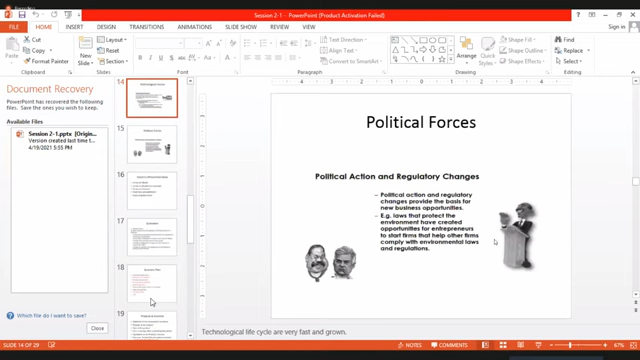 Session 2-1 - PowerPoint (Product Activation Failed)
FILE HOME INSERT DESIGN TRANSITIONS ANIMATIONS SLIDE SHOW REVIEW VIEW Sign in
Cut
Copy
Format Painter
Paste
New
Slide
Layout
Reset
Section
Text Direction
Align Text
Convert to SmartArt
Arrange
Quick
Styles
Shape Fill
Shape Outline
Shape Effects
Find
Replace
Select
Clipboard Slides Font Paragraph Drawing Editing
Document Recovery
PowerPoint has recovered the following
files. Save the ones you wish to keep.
Available Files
Session 2-1.pptx [Origin...
Version created last time t...
4/19/2021 5:55 PM
Which file do I want to save?
Close
14
15
16
17
18
19
Political Forces
Political Action and Regulatory Changes
– Political action and regulatory
changes provide the basis for
new business opportunities.
– E.g. laws that protect the
environment have created
opportunities for entrepreneurs
to start firms that help other firms
comply with environmental laws
and regulations.
Technological life cycle are very fast and grown.
SLIDE 14 OF 29
NOTES COMMENTS 67%